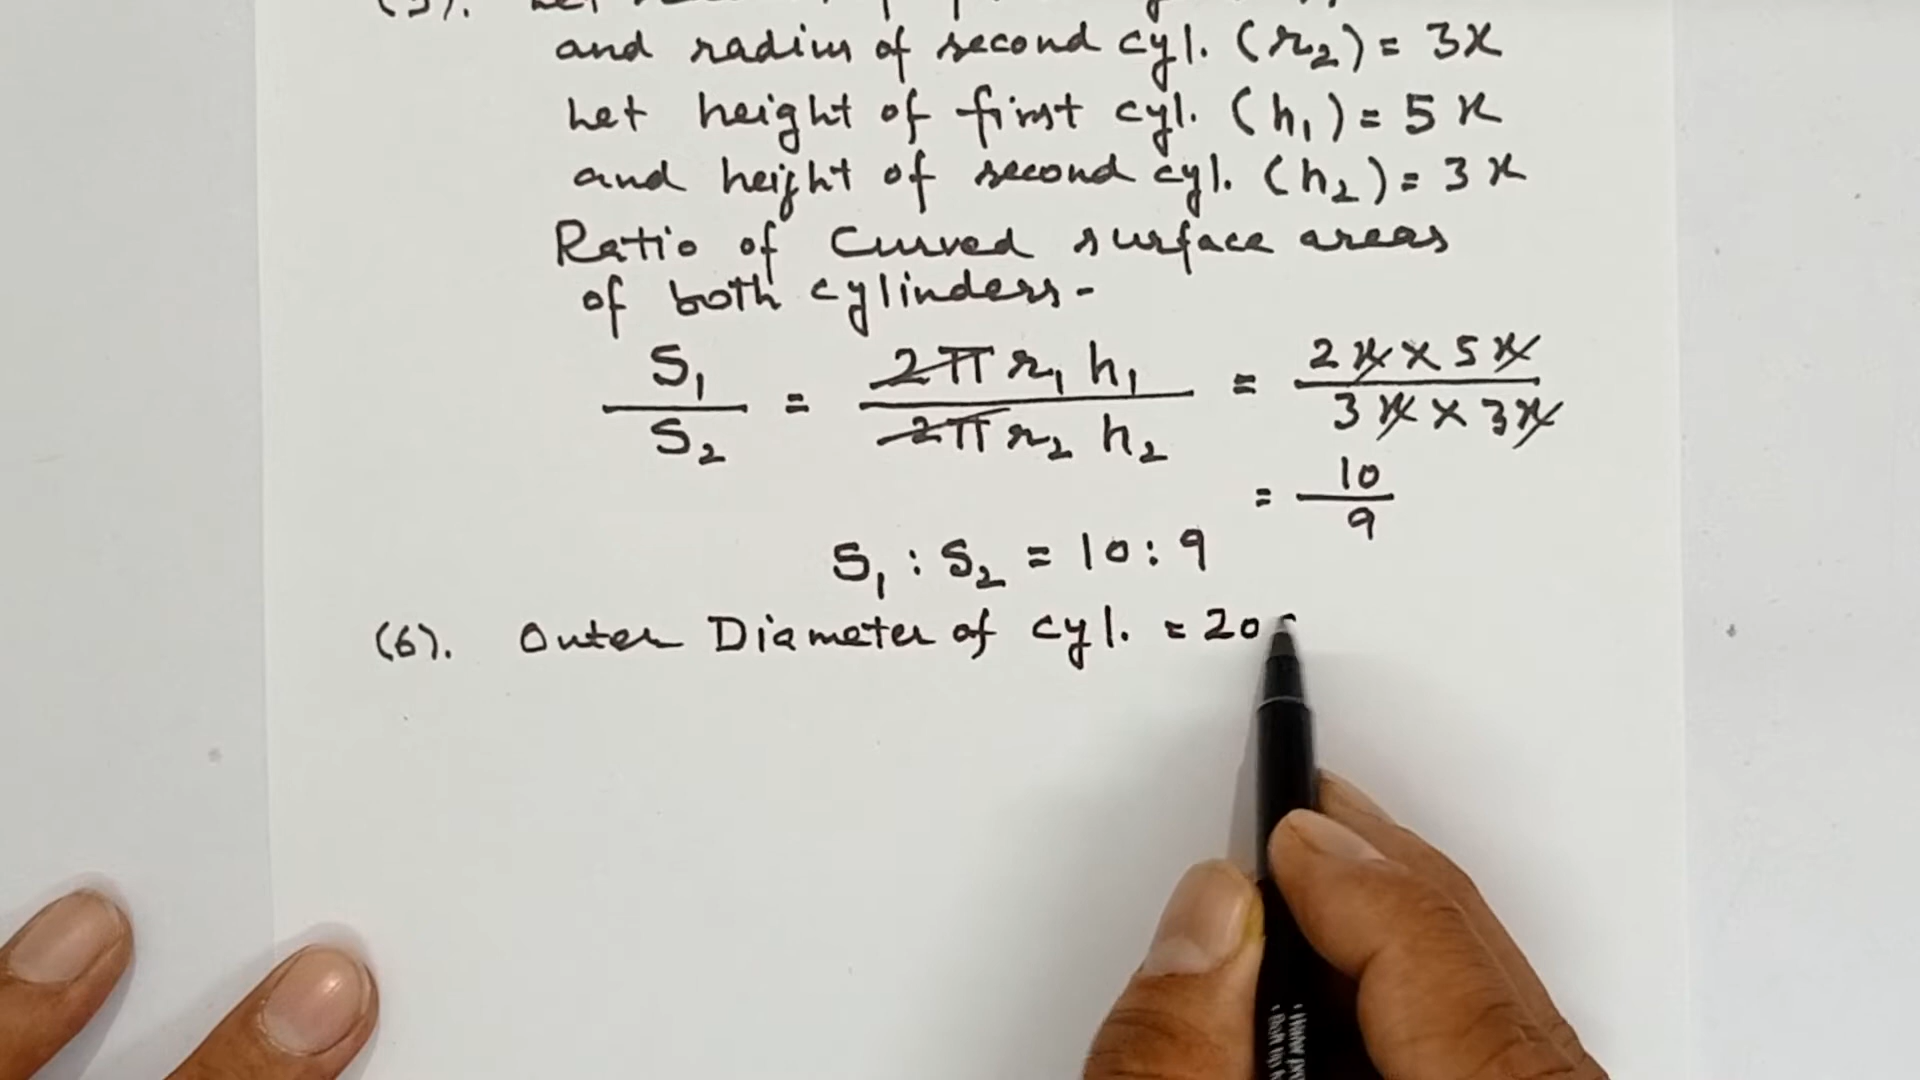 and radius of second cyl. (r₂) = 3x
Let height of first cyl. (h₁) = 5x
and height of second cyl. (h₂) = 3x
Ratio of Curved surface areas
of both cylinders-
S₁/S₂ = 2πr₁h₁/2πr₂h₂ = 2x × 5x/3x × 3x
= 10/9
S₁ : S₂ = 10 : 9
(6). Outer Diameter of cyl. = 20